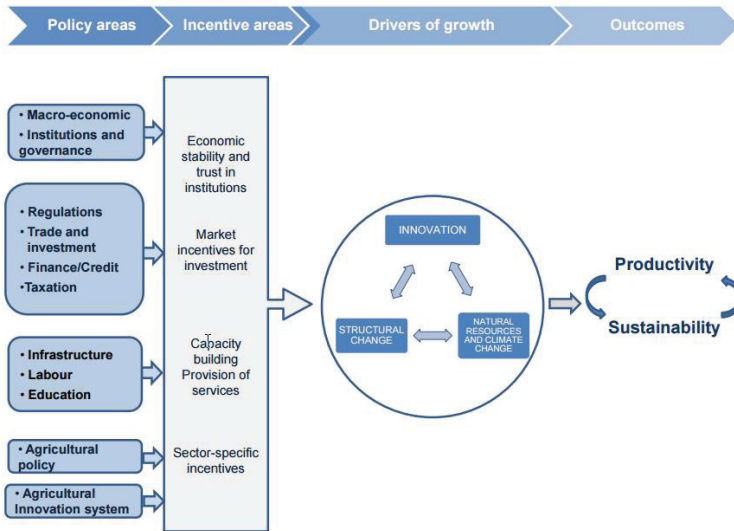 Policy areas
Incentive areas
Drivers of growth
Outcomes
• Macro-economic
• Institutions and
governance
• Regulations
• Trade and
investment
• Finance/Credit
• Taxation
• Infrastructure
• Labour
• Education
• Agricultural
policy
• Agricultural
Innovation system
Economic
stability and
trust in
institutions
Market
incentives for
investment
Capacity
building
Provision of
services
Sector-specific
incentives
INNOVATION
STRUCTURAL
CHANGE
NATURAL
RESOURCES
AND CLIMATE
CHANGE
Productivity
Sustainability